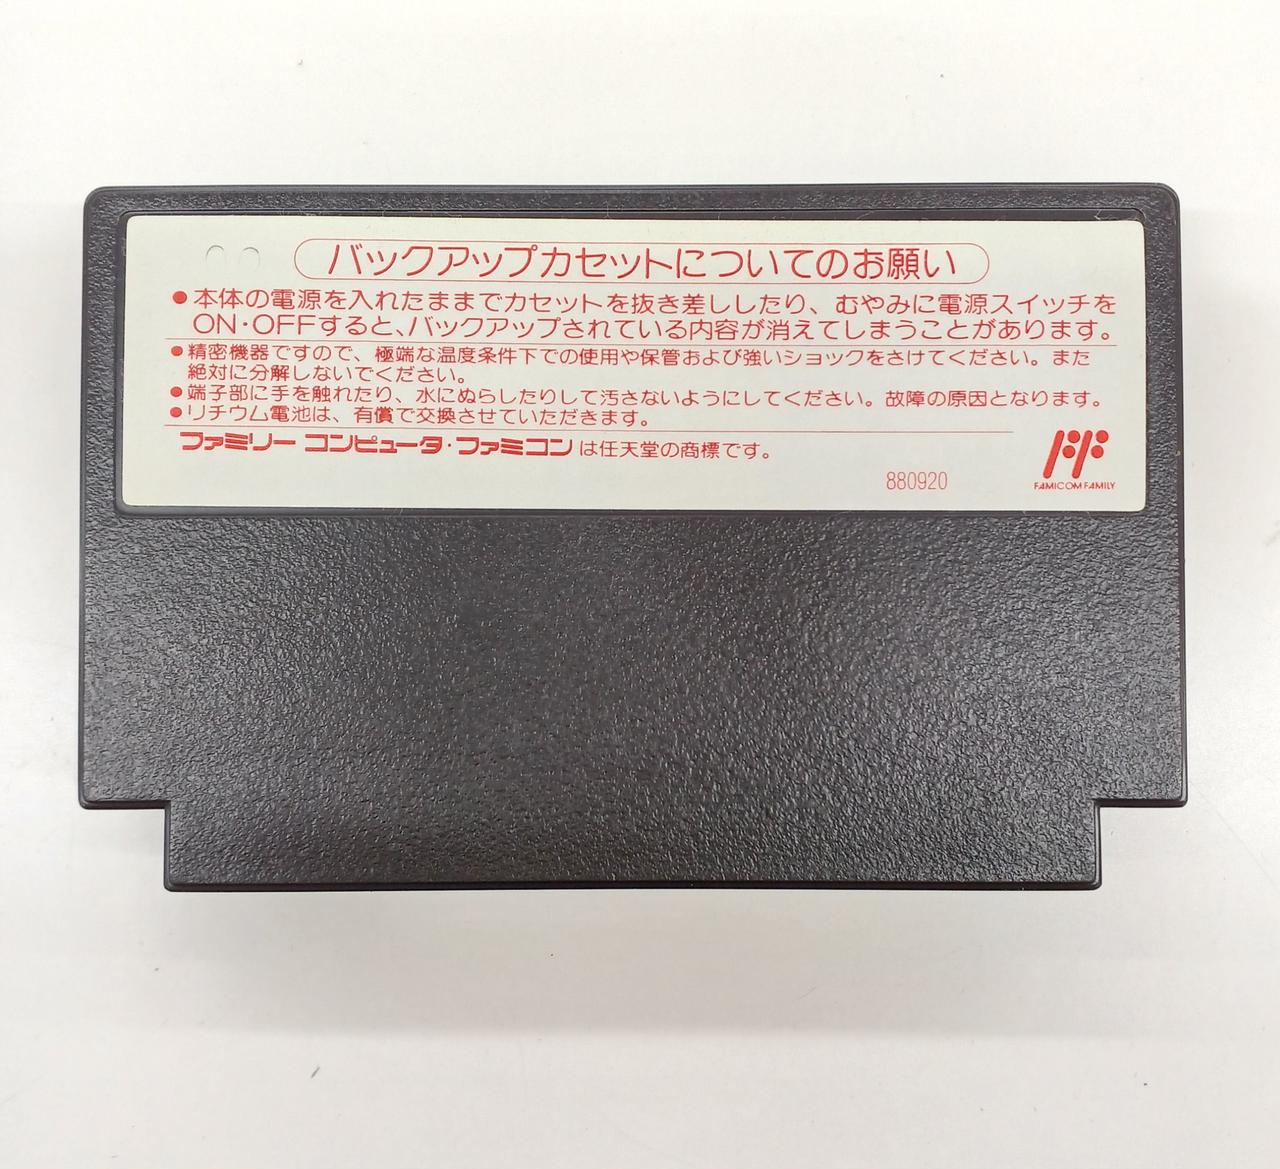 バックアップカセットについてのお願い
●本体の電源を入れたままでカセットを抜き差ししたり、むやみに電源スイッチを
ON・OFFすると、バックアップされている内容が消えてしまうことがあります。
●精密機器ですので、極端な温度条件下での使用や保管および強いショックをさけてください。また
絶対に分解しないでください。
●端子部に手を触れたり、水にぬらしたりして汚さないようにしてください。故障の原因となります。
●リチウム電池は、有償で交換させていただきます。
ファミリー コンピュータ・ファミコンは任天堂の商標です。
880920
FAMICOM FAMILY